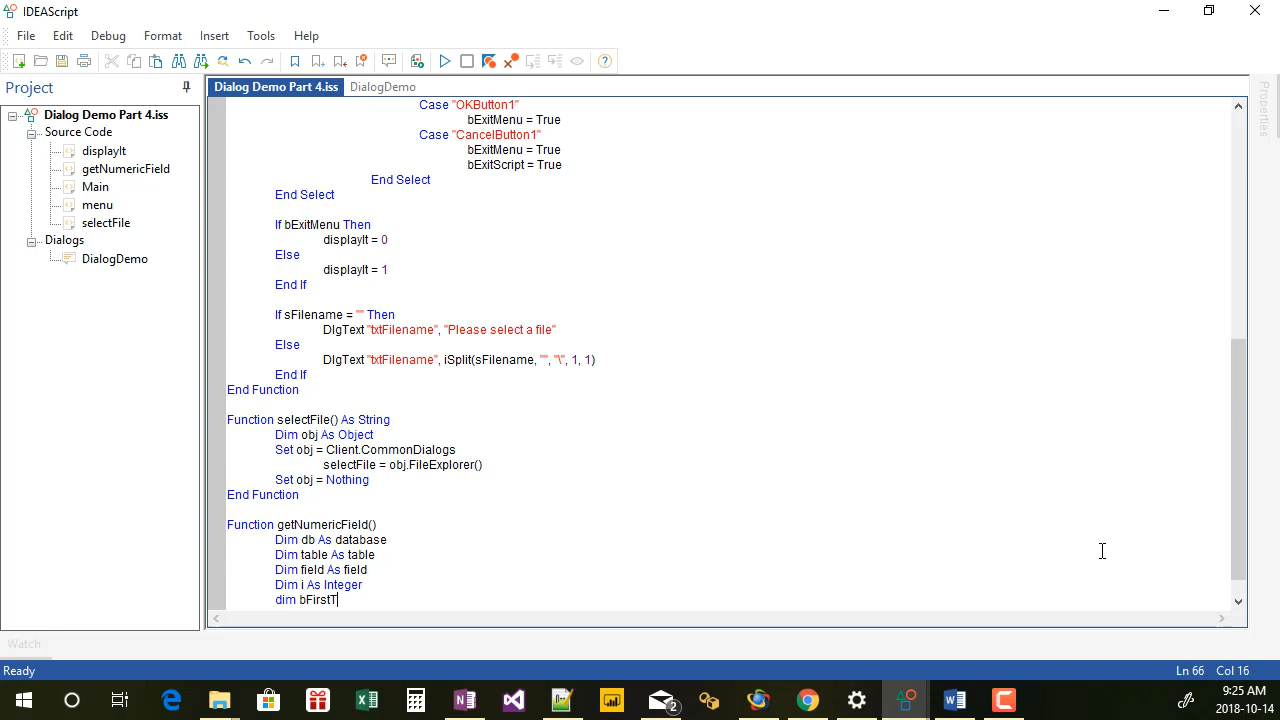 IDEAScript
File Edit Debug Format Insert Tools Help
Project
Dialog Demo Part 4.iss DialogDemo
Properties
Dialog Demo Part 4.iss
Source Code
displayIt
getNumericField
Main
menu
selectFile
Dialogs
DialogDemo
Case "OKButton1"
bExitMenu = True
Case "CancelButton1"
bExitMenu = True
bExitScript = True
End Select
End Select
If bExitMenu Then
displayIt = 0
Else
displayIt = 1
End If
If sFilename = "" Then
DlgText "txtFilename", "Please select a file"
Else
DlgText "txtFilename", iSplit(sFilename, "", "\", 1, 1)
End If
End Function
Function selectFile() As String
Dim obj As Object
Set obj = Client.CommonDialogs
selectFile = obj.FileExplorer()
Set obj = Nothing
End Function
Function getNumericField()
Dim db As database
Dim table As table
Dim field As field
Dim i As Integer
dim bFirstT
Watch
Ready Ln 66 Col 16
2
9:25 AM
2018-10-14